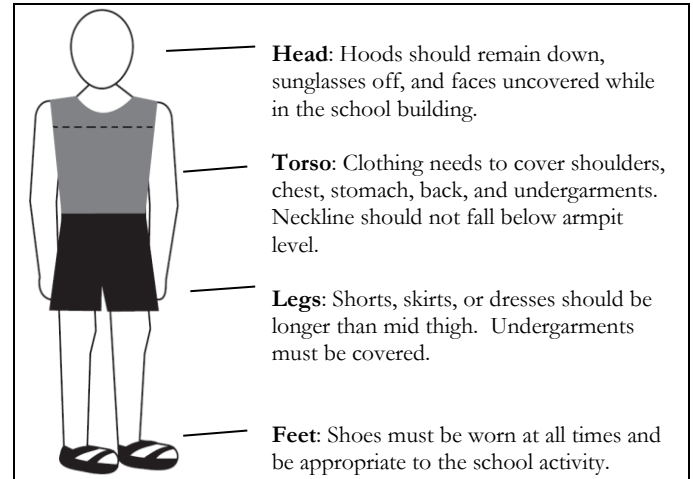 Head: Hoods should remain down,
sunglasses off, and faces uncovered while
in the school building.
Torso: Clothing needs to cover shoulders,
chest, stomach, back, and undergarments.
Neckline should not fall below armpit
level.
Legs: Shorts, skirts, or dresses should be
longer than mid thigh.  Undergarments
must be covered.
Feet: Shoes must be worn at all times and
be appropriate to the school activity.